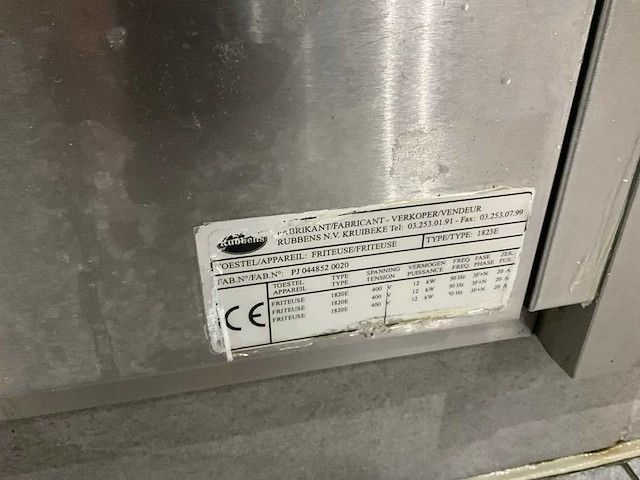 Rubbens
FABRIKANT/FABRICANT - VERKOPER/VENDEUR
RUBBENS N.V. KRUIBEKE Tel: 03.253.01.91 - Fax: 03.253.07.99
TOESTEL/APPAREIL: FRITEUSE/FRITEUSE TYPE/TYPE: 1823E
FAB.N°/FAB.N°: PJ 044852 0020
TOESTEL TYPE SPANNING VERMOGEN FREQ. FASE ZEK.
APPAREIL TYPE TENSION PUISSANCE FREQ. PHASE FUS.
FRITEUSE 1820E 400 V 12 kW 50 Hz 3F+N 20 A
FRITEUSE 1820E 400 V 12 kW 50 Hz 3F+N 20 A
FRITEUSE 1820E 400 V 12 kW 50 Hz 3F+N 20 A
CE